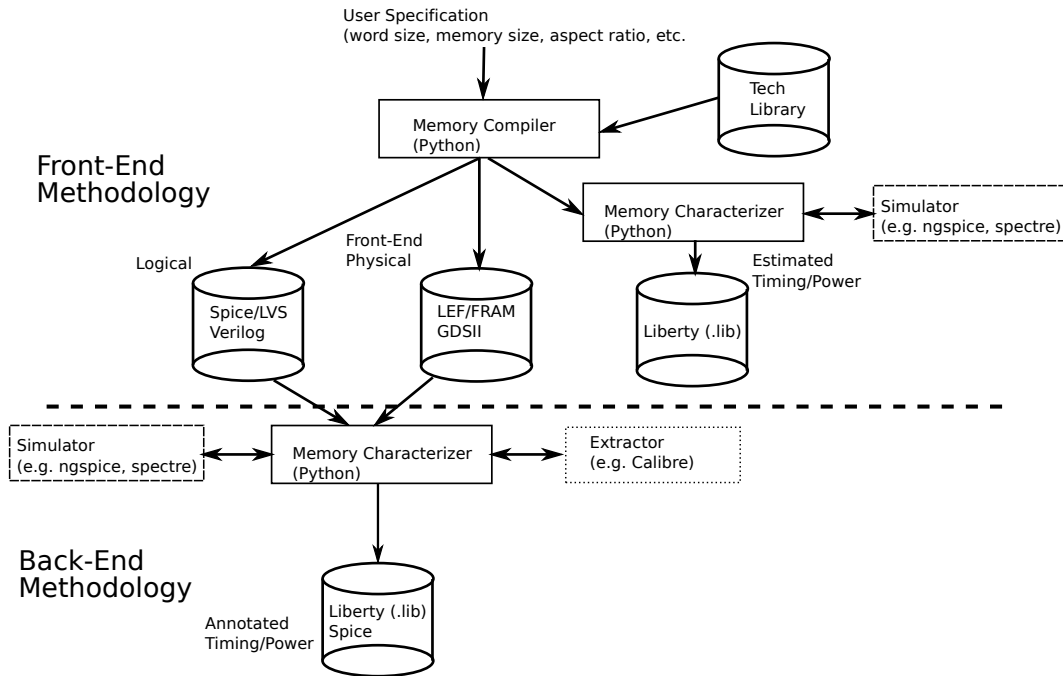 User Specification
(word size, memory size, aspect ratio, etc.
Tech
Library
Memory Compiler
(Python)
Front-End
Methodology
Memory Characterizer
(Python)
Simulator
(e.g. ngspice, spectre)
Logical
Front-End
Physical
Estimated
Timing/Power
Spice/LVS
Verilog
LEF/FRAM
GDSII
Liberty (.lib)
Simulator
(e.g. ngspice, spectre)
Memory Characterizer
(Python)
Extractor
(e.g. Calibre)
Back-End
Methodology
Annotated
Timing/Power
Liberty (.lib)
Spice